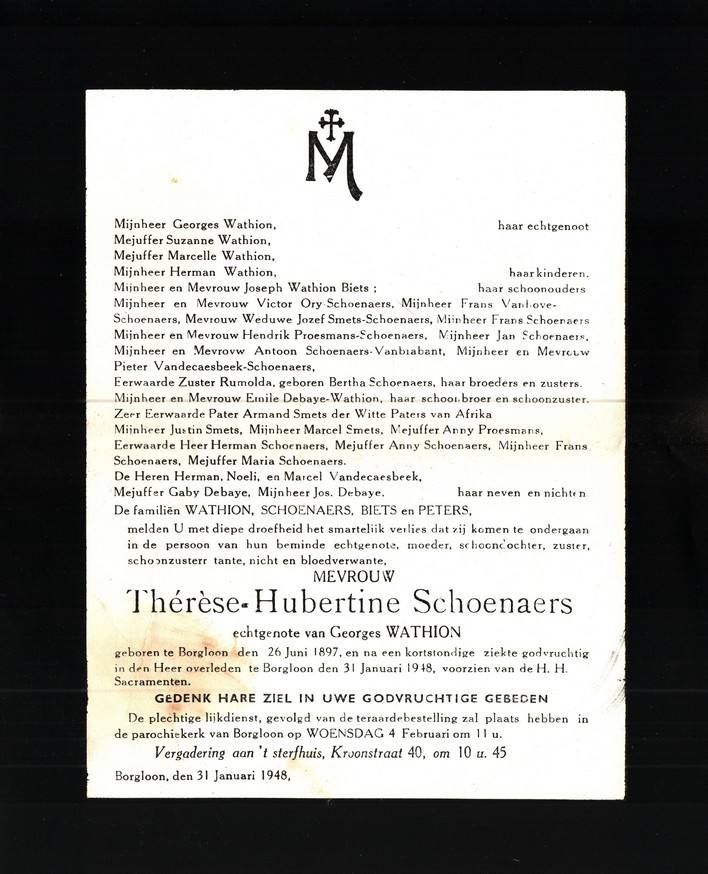 M
Mijnheer Georges Wathion, haar echtgenoot
Mejuffer Suzanne Wathion,
Mejuffer Marcelle Wathion,
Mijnheer Herman Wathion, haar kinderen.
Mijnheer en Mevrouw Joseph Wathion Biets ; haar schoonouders
Mijnheer en Mevrouw Victor Ory-Schoenaers, Mijnheer Frans Vanhove-
Schoenaers, Mevrouw Weduwe Jozef Smets-Schoenaers, Mijnheer Frans Schoenaers
Mijnheer en Mevrouw Hendrik Proesmans-Schoenaers, Mijnheer Jan Schoenaers,
Mijnheer en Mevrovw Antoon Schoenaers-Vanbrabant, Mijnheer en Mevrouw
Pieter Vandecaesbeek-Schoenaers,
Eerwaarde Zuster Rumolda, geboren Bertha Schoenaers, haar broeders en zusters.
Mijnheer en Mevrouw Emile Debaye-Wathion, haar schoonbroer en schoonzuster.
Zeer Eerwaarde Pater Armand Smets der Witte Paters van Afrika
Mijnheer Justin Smets, Mijnheer Marcel Smets, Mejuffer Anny Proesmans,
Eerwaarde Heer Herman Schoenaers, Mejuffer Anny Schoenaers, Mijnheer Frans
Schoenaers, Mejuffer Maria Schoenaers.
De Heren Herman, Noeli, en Marcel Vandecaesbeek,
Mejuffer Gaby Debaye, Mijnheer Jos. Debaye. haar neven en nichten
De familiën WATHION, SCHOENAERS, BIETS en PETERS,
melden U met diepe droefheid het smartelijk verlies dat zij komen te ondergaan
in de persoon van hun beminde echtgenote, moeder, schoondochter, zuster,
schoonzusterr tante, nicht en bloedverwante,
MEVROUW
Thérèse-Hubertine Schoenaers
echtgenote van Georges WATHION
geboren te Borgloon den 26 Juni 1897, en na een kortstondige ziekte godvruchtig
in den Heer overleden te Borgloon den 31 Januari 1948, voorzien van de H. H.
Sacramenten.
GEDENK HARE ZIEL IN UWE GODVRUCHTIGE GEBEDEN
De plechtige lijkdienst, gevolgd van de teraardebestelling zal plaats hebben in
de parochiekerk van Borgloon op WOENSDAG 4 Februari om 11 u.
Vergadering aan 't sterfhuis, Kroonstraat 40, om 10 u. 45
Borgloon, den 31 Januari 1948,